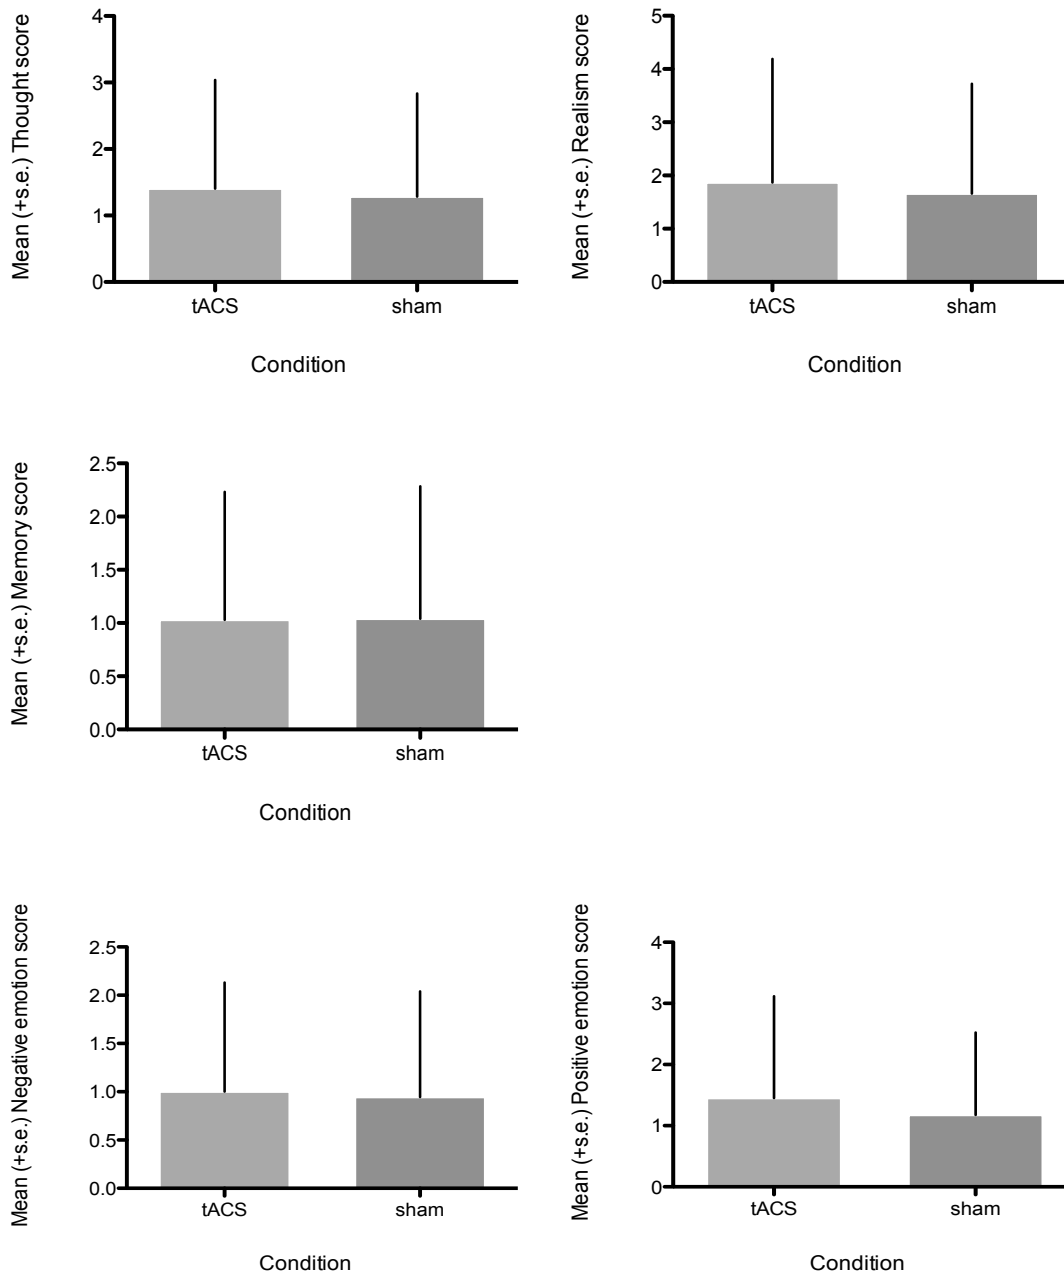 Mean (+s.e.) Thought score
4
3
2
1
0
tACS sham
Condition
Mean (+s.e.) Realism score
5
4
3
2
1
0
tACS sham
Condition
Mean (+s.e.) Memory score
2.5
2.0
1.5
1.0
0.5
0.0
tACS sham
Condition
Mean (+s.e.) Negative emotion score
2.5
2.0
1.5
1.0
0.5
0.0
tACS sham
Condition
Mean (+s.e.) Positive emotion score
4
3
2
1
0
tACS sham
Condition